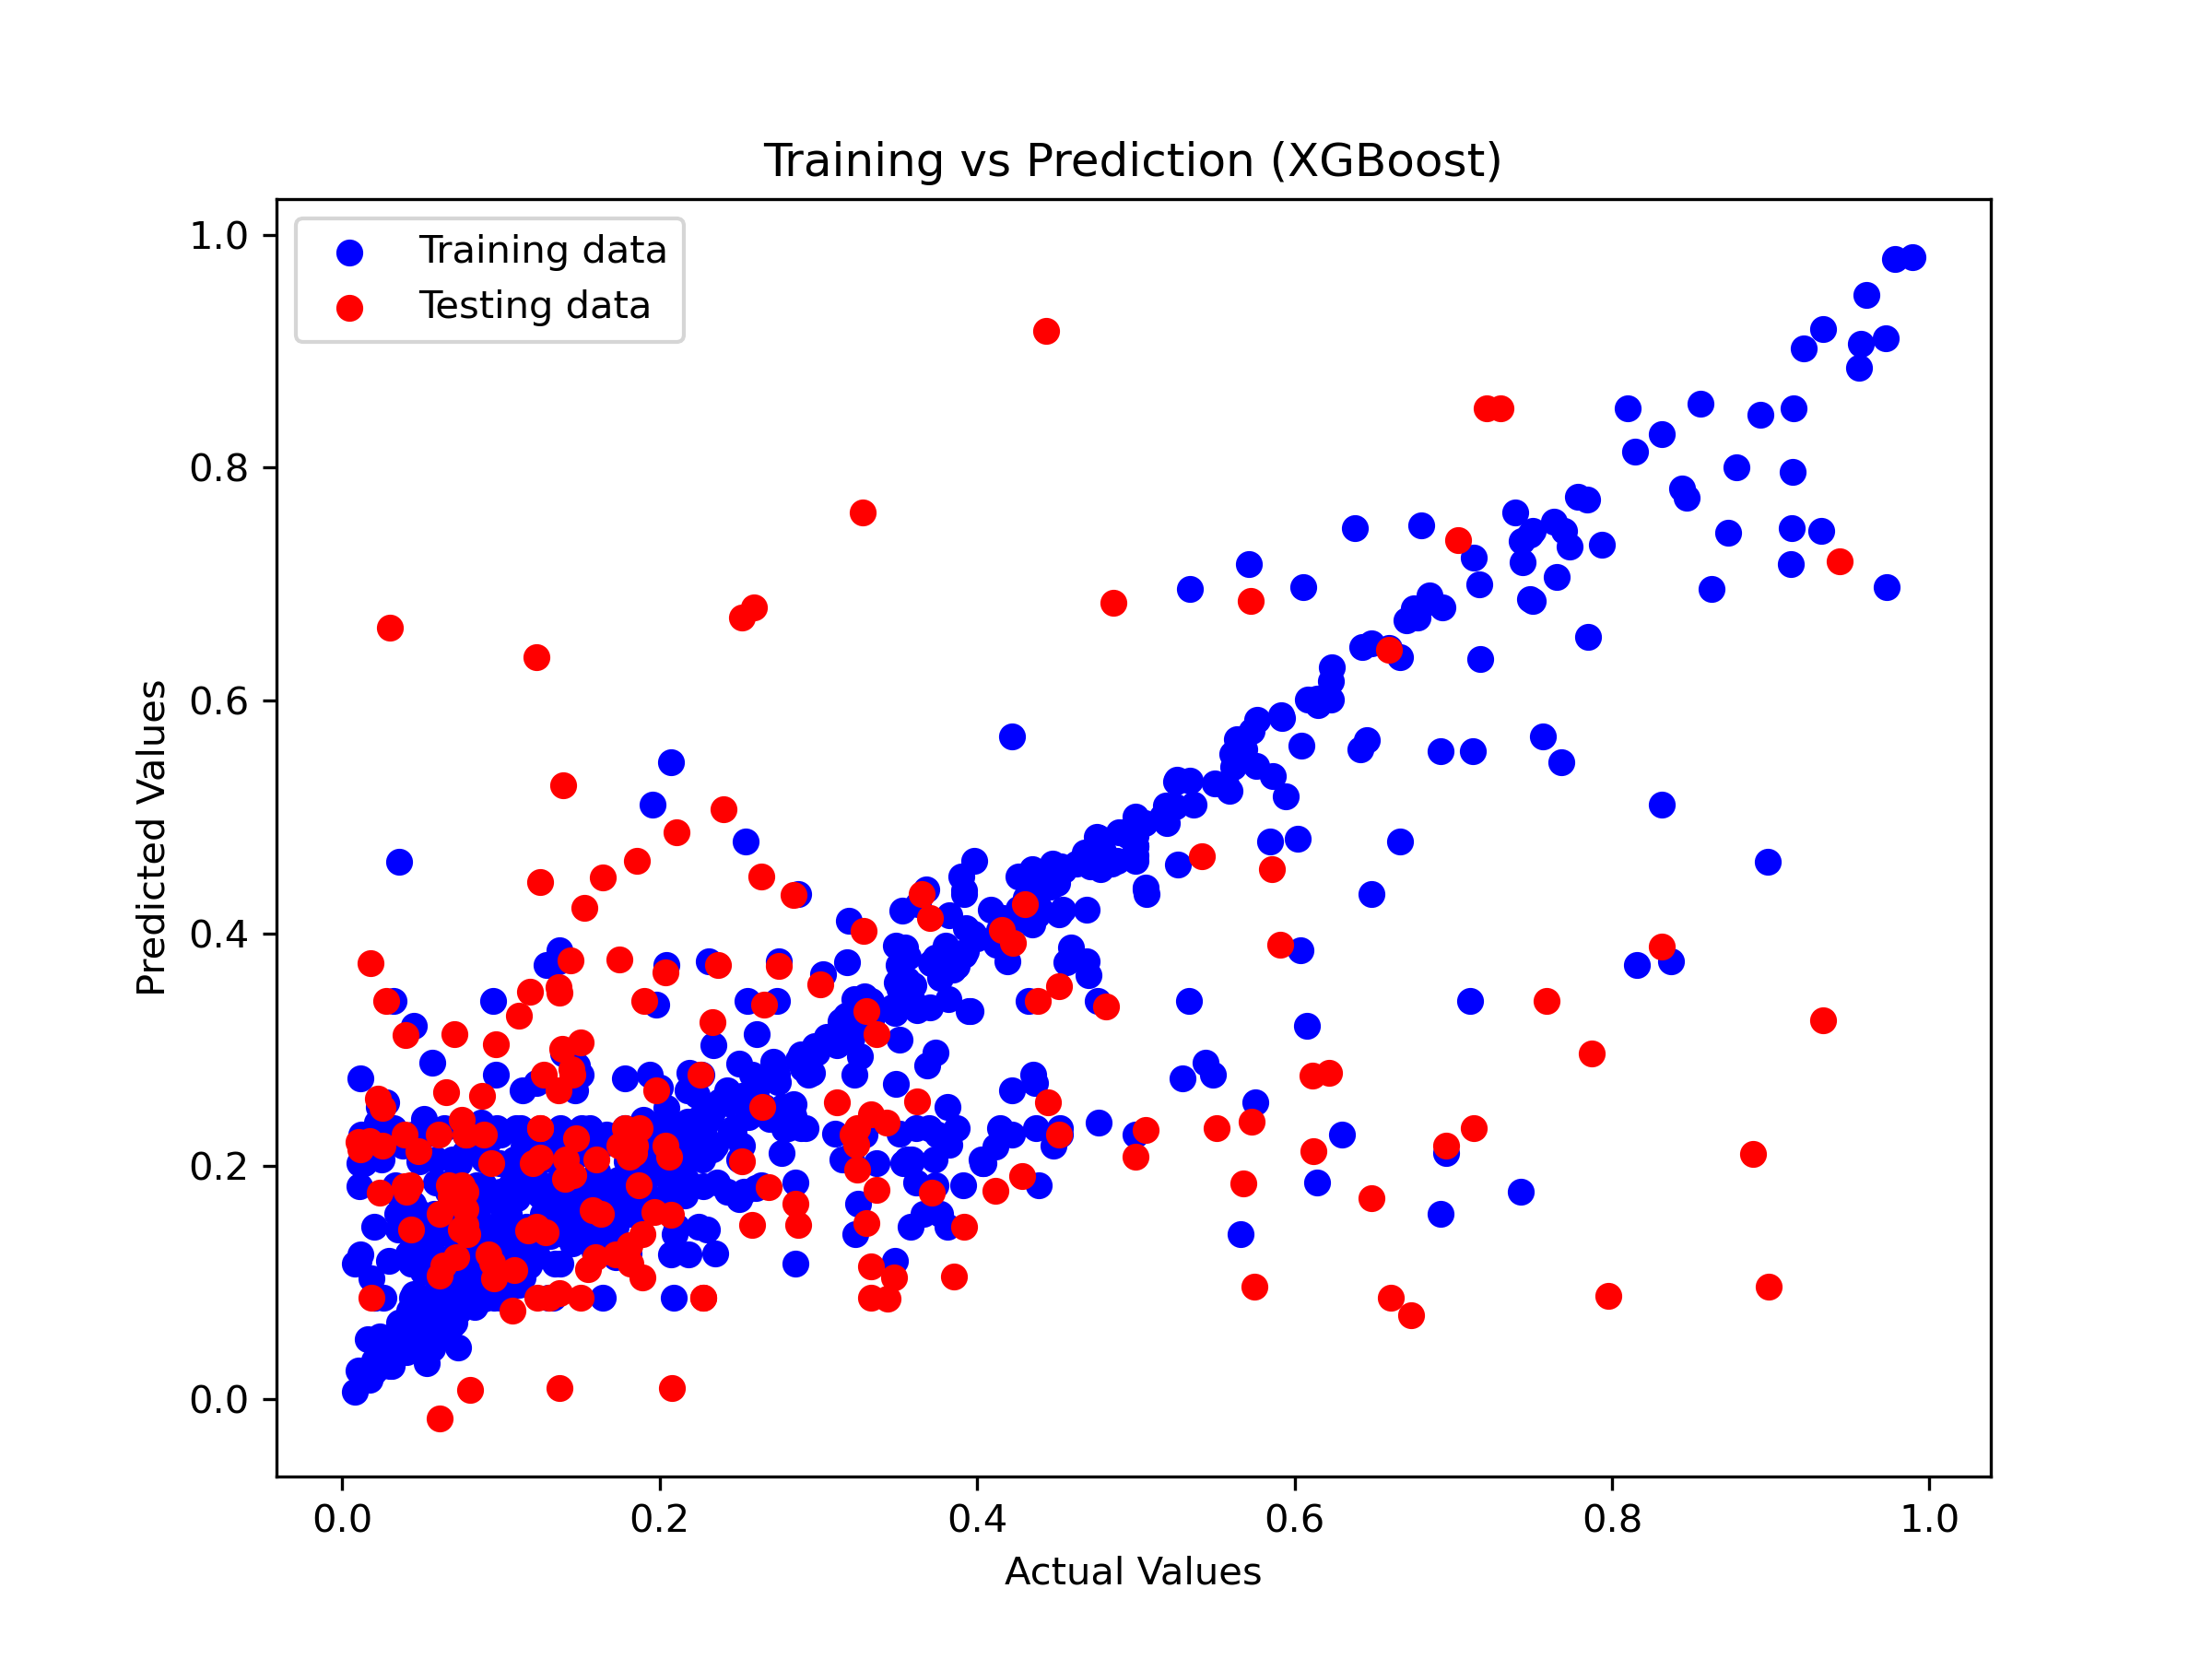 Training vs Prediction (XGBoost)
Training data
Testing data
1.0
0.8
0.6
0.4
0.2
0.0
Predicted Values
0.0 0.2 0.4 0.6 0.8 1.0
Actual Values